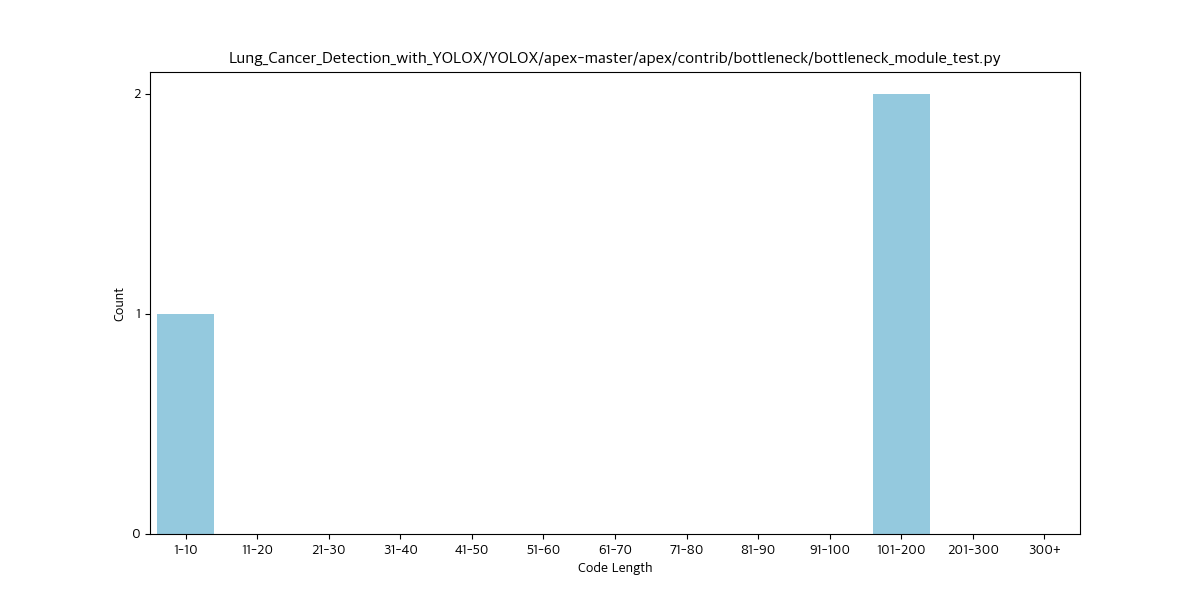 Lung_Cancer_Detection_with_YOLOX/YOLOX/apex-master/apex/contrib/bottleneck/bottleneck_module_test.py
2
1
0
Count
1-10 11-20 21-30 31-40 41-50 51-60 61-70 71-80 81-90 91-100 101-200 201-300 300+
Code Length